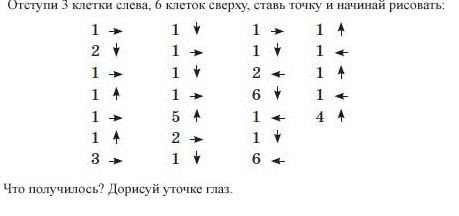 Отступи 3 клетки слева, 6 клеток сверху, ставь точку и начинай рисовать:
1 → 1 ↓ 1 → 1 ↑
2 ↓ 1 → 1 ↓ 1 ←
1 → 1 ↓ 2 ← 1 ↑
1 ↑ 1 → 6 ↓ 1 ←
1 → 5 ↑ 1 ← 4 ↑
1 ↑ 2 → 1 ↓
3 → 1 ↓ 6 ←
Что получилось? Дорисуй уточке глаз.